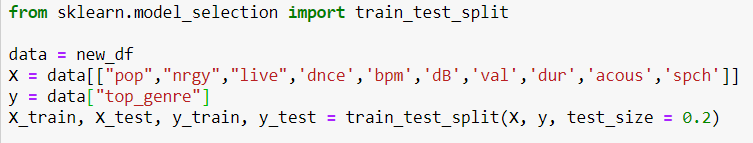 from sklearn.model_selection import train_test_split
data = new_df
X = data[["pop","nrgy","live",'dnce','bpm','dB','val','dur','acous','spch']]
y = data["top_genre"]
X_train, X_test, y_train, y_test = train_test_split(X, y, test_size = 0.2)